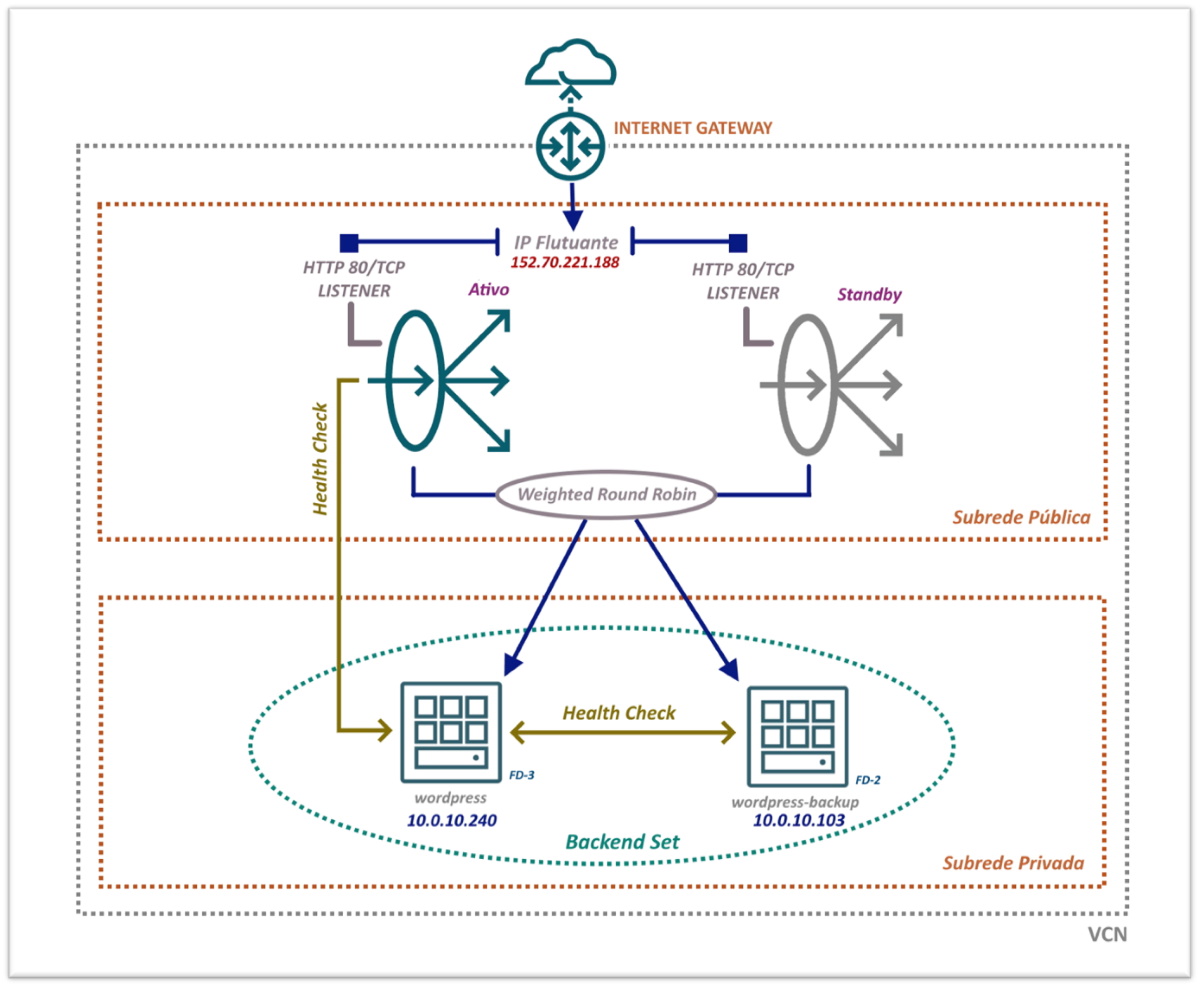 INTERNET GATEWAY
IP Flutuante
152.70.221.188
HTTP 80/TCP
LISTENER
HTTP 80/TCP
LISTENER
Ativo
Standby
Health Check
Weighted Round Robin
Subrede Pública
Health Check
FD-3
FD-2
wordpress
10.0.10.240
wordpress-backup
10.0.10.103
Backend Set
Subrede Privada
VCN